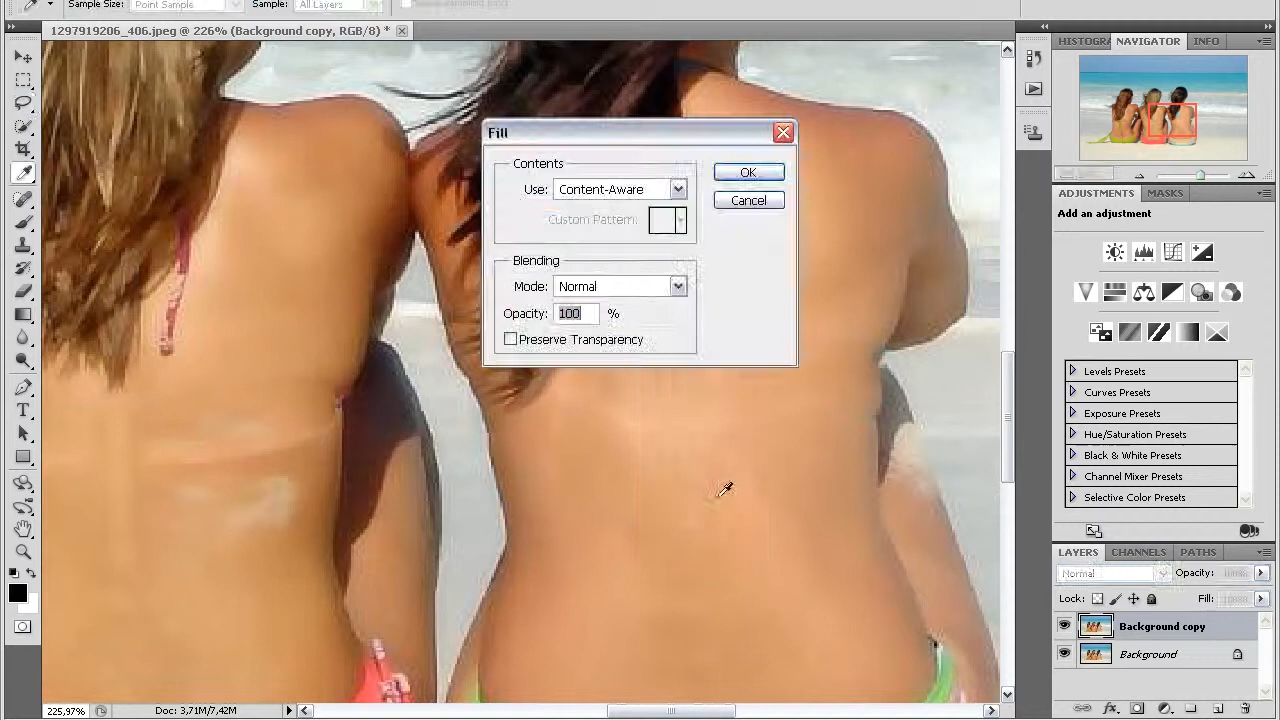 Sample Size: Point Sample Sample: All Layers
1297919206_406.jpeg @ 226% (Background copy, RGB/8) *
HISTOGRA NAVIGATOR INFO
Fill
Contents
Use: Content-Aware
Custom Pattern:
OK
Cancel
Blending
Mode: Normal
Opacity: 100 %
Preserve Transparency
ADJUSTMENTS MASKS
Add an adjustment
Levels Presets
Curves Presets
Exposure Presets
Hue/Saturation Presets
Black & White Presets
Channel Mixer Presets
Selective Color Presets
LAYERS CHANNELS PATHS
Normal Opacity:
Lock: Fill:
Background copy
Background
225,97% Doc: 3,71M/7,42M